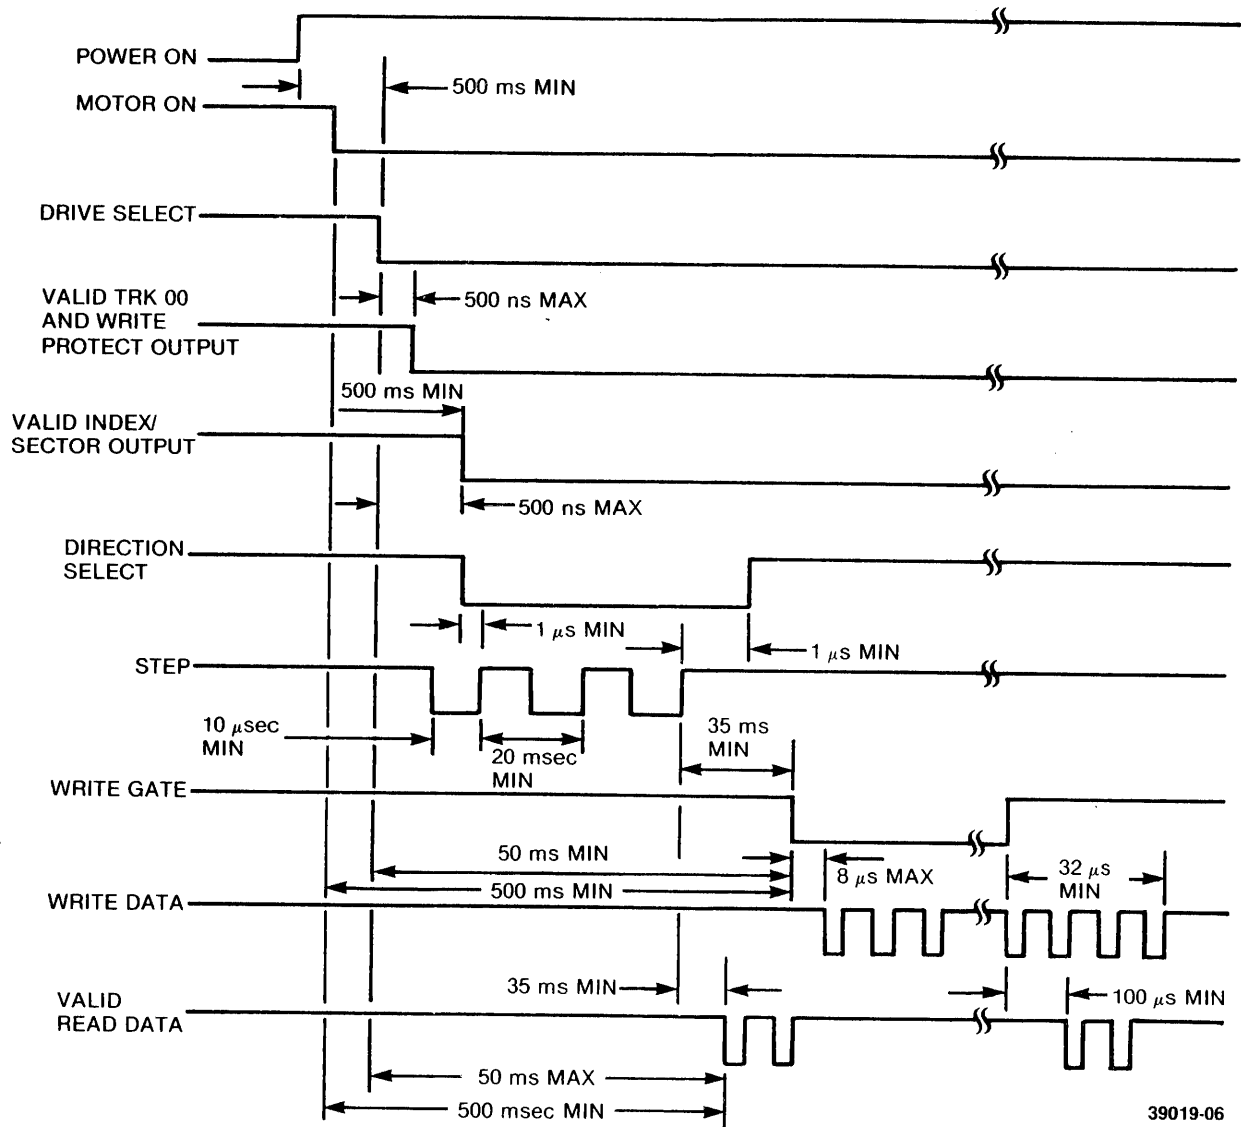 POWER ON
500 ms MIN
MOTOR ON
DRIVE SELECT
VALID TRK 00
AND WRITE
PROTECT OUTPUT
500 ns MAX
500 ms MIN
VALID INDEX/
SECTOR OUTPUT
500 ns MAX
DIRECTION
SELECT
1 μs MIN
1 μs MIN
STEP
10 μsec
MIN
20 msec
MIN
35 ms
MIN
WRITE GATE
50 ms MIN
500 ms MIN
8 μs MAX
32 μs
MIN
WRITE DATA
35 ms MIN
100 μs MIN
VALID
READ DATA
50 ms MAX
500 msec MIN
39019-06